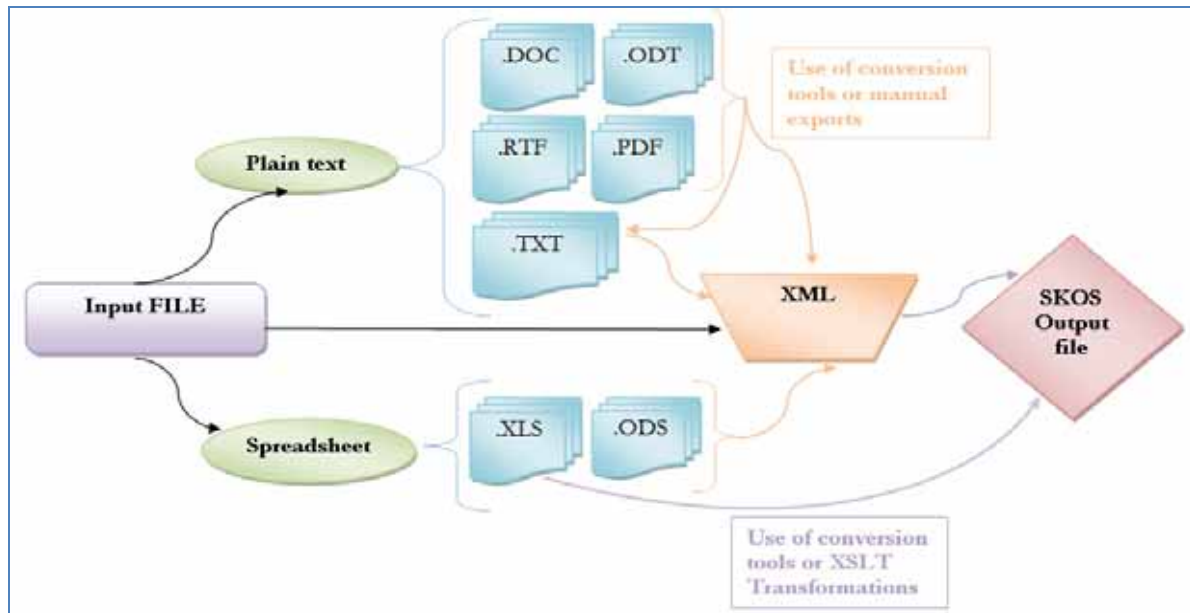 .DOC
.ODT
Use of conversion
tools or manual
exports
Plain text
.RTF
.PDF
.TXT
Input FILE
XML
SKOS
Output
file
Spreadsheet
.XLS
.ODS
Use of conversion
tools or XSLT
Transformations